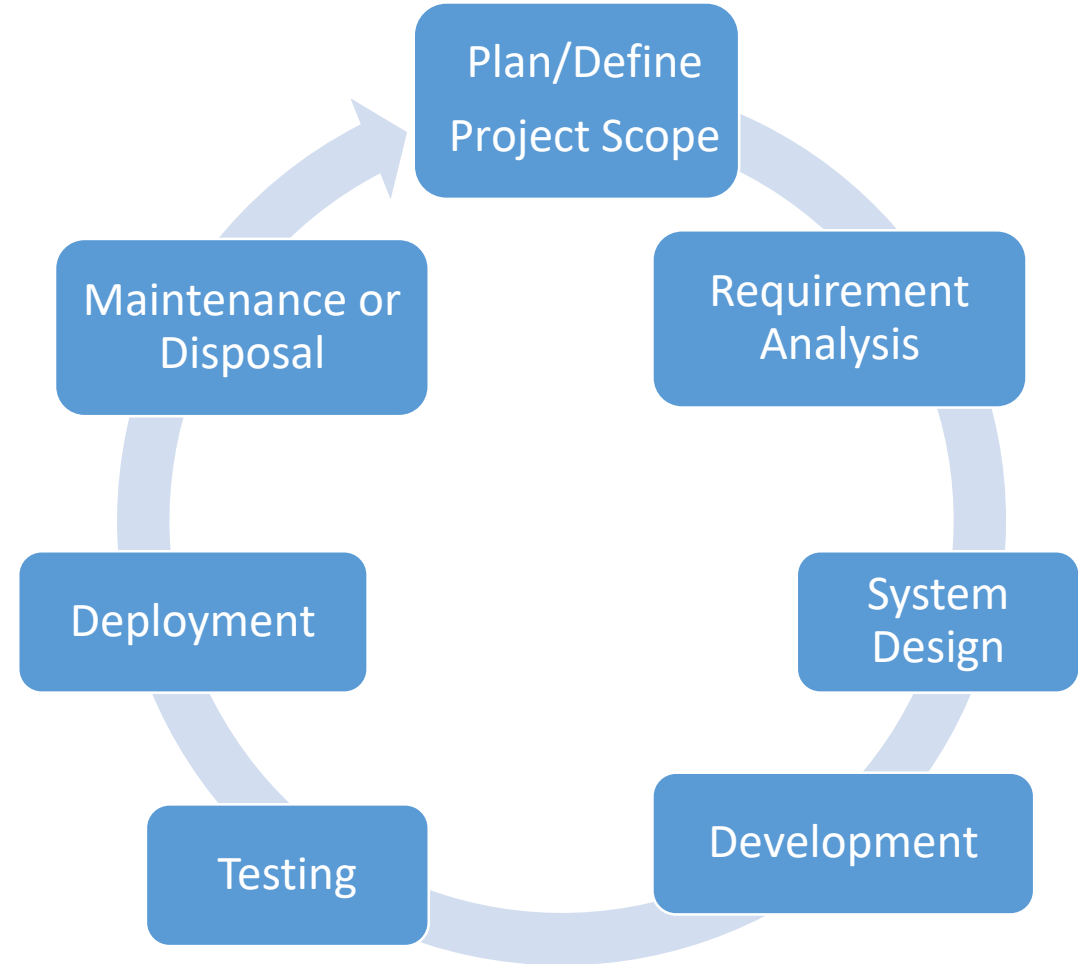 Plan/Define
Project Scope
Requirement
Analysis
System
Design
Development
Testing
Deployment
Maintenance or
Disposal